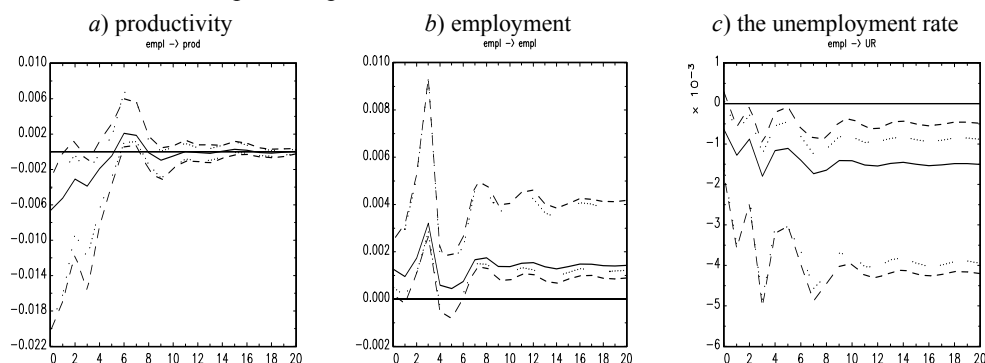 a) productivity
empl -> prod
0.010
0.006
0.002
-0.002
-0.006
-0.010
-0.014
-0.018
-0.022
0 2 4 6 8 10 12 14 16 18 20
b) employment
empl -> empl
0.010
0.008
0.006
0.004
0.002
0.000
-0.002
0 2 4 6 8 10 12 14 16 18 20
c) the unemployment rate
empl -> UR
× 10⁻³
1
0
-1
-2
-3
-4
-5
-6
0 2 4 6 8 10 12 14 16 18 20